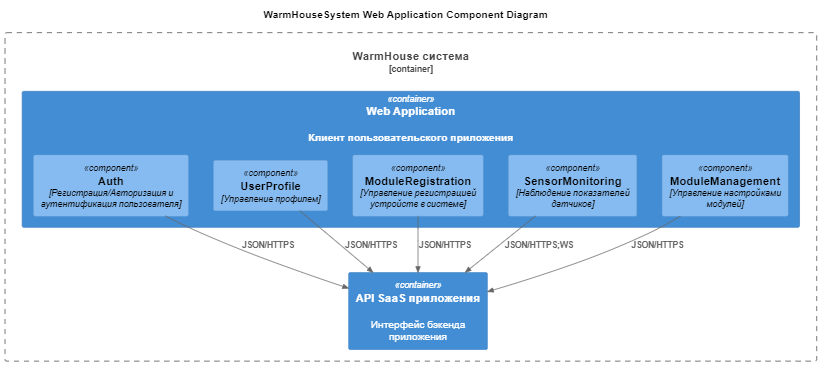 WarmHouseSystem Web Application Component Diagram
WarmHouse система
[container]
«container»
Web Application
Клиент пользовательского приложения
«component»
Auth
[Регистрация/Авторизация и
аутентификация пользователя]
«component»
UserProfile
[Управление профилем]
«component»
ModuleRegistration
[Управление регистрацией
устройств в системе]
«component»
SensorMonitoring
[Наблюдение показателей
датчиков]
«component»
ModuleManagement
[Управление настройками
модулей]
JSON/HTTPS
JSON/HTTPS
JSON/HTTPS
JSON/HTTPS;WS
JSON/HTTPS
«container»
API SaaS приложения
Интерфейс бэкенда
приложения